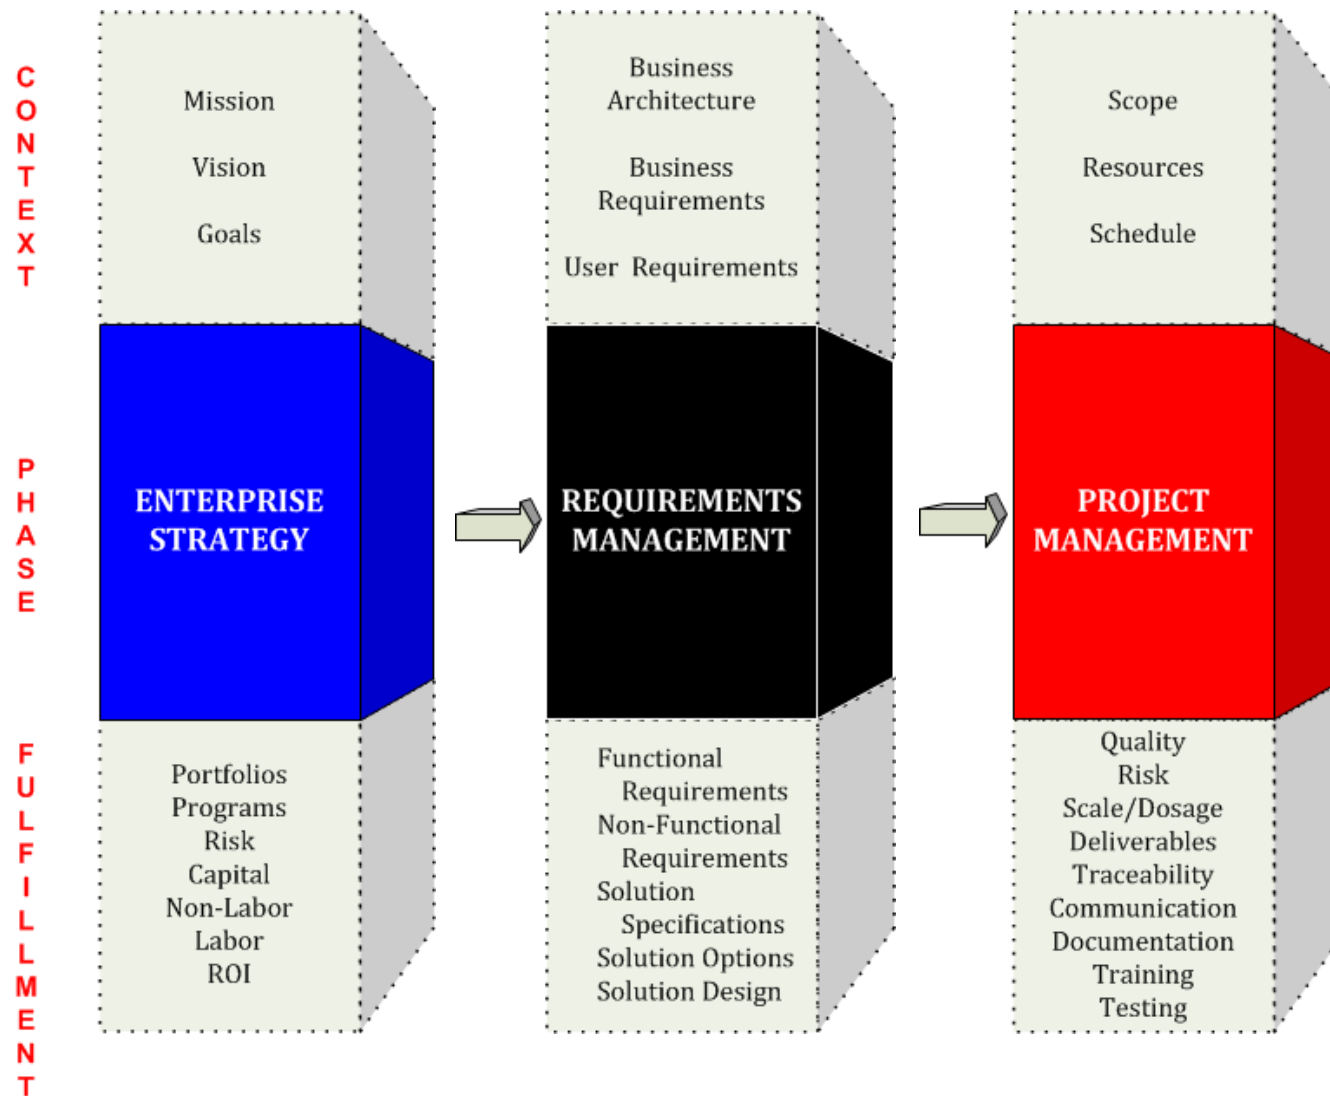 CONTEXT
Mission
Vision
Goals
Business
Architecture
Business
Requirements
User Requirements
Scope
Resources
Schedule
PHASE
ENTERPRISE
STRATEGY
REQUIREMENTS
MANAGEMENT
PROJECT
MANAGEMENT
FULFILLMENT
Portfolios
Programs
Risk
Capital
Non-Labor
Labor
ROI
Functional
Requirements
Non-Functional
Requirements
Solution
Specifications
Solution Options
Solution Design
Quality
Risk
Scale/Dosage
Deliverables
Traceability
Communication
Documentation
Training
Testing